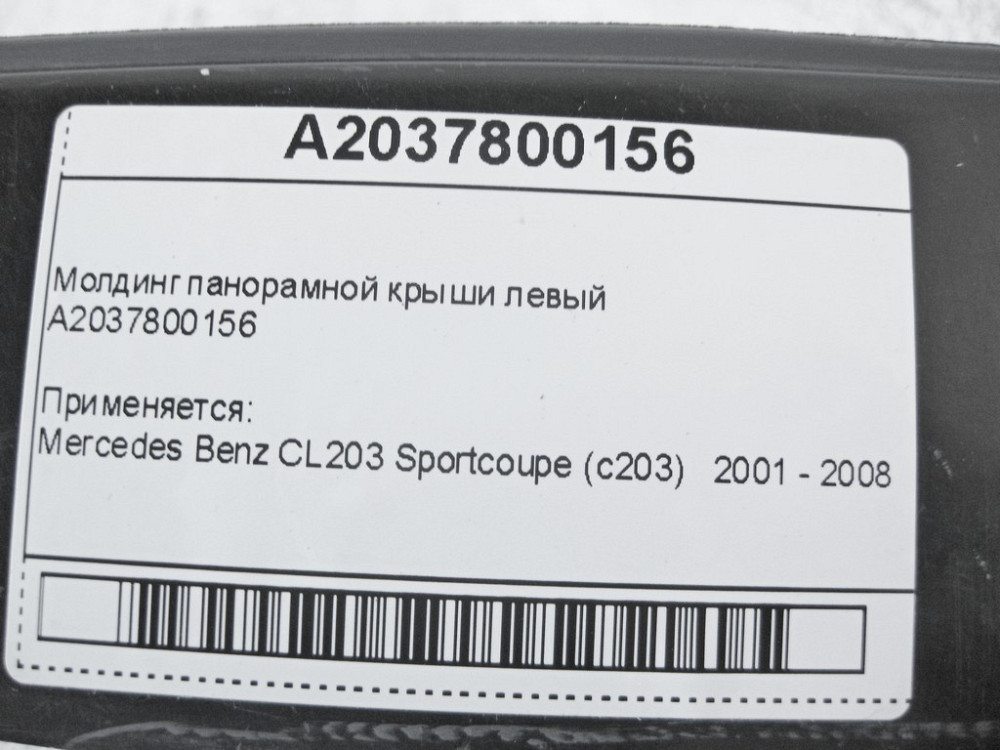 A2037800156
Молдинг панорамной крыши левый
A2037800156
Применяется:
Mercedes Benz CL203 Sportcoupe (c203) 2001 - 2008